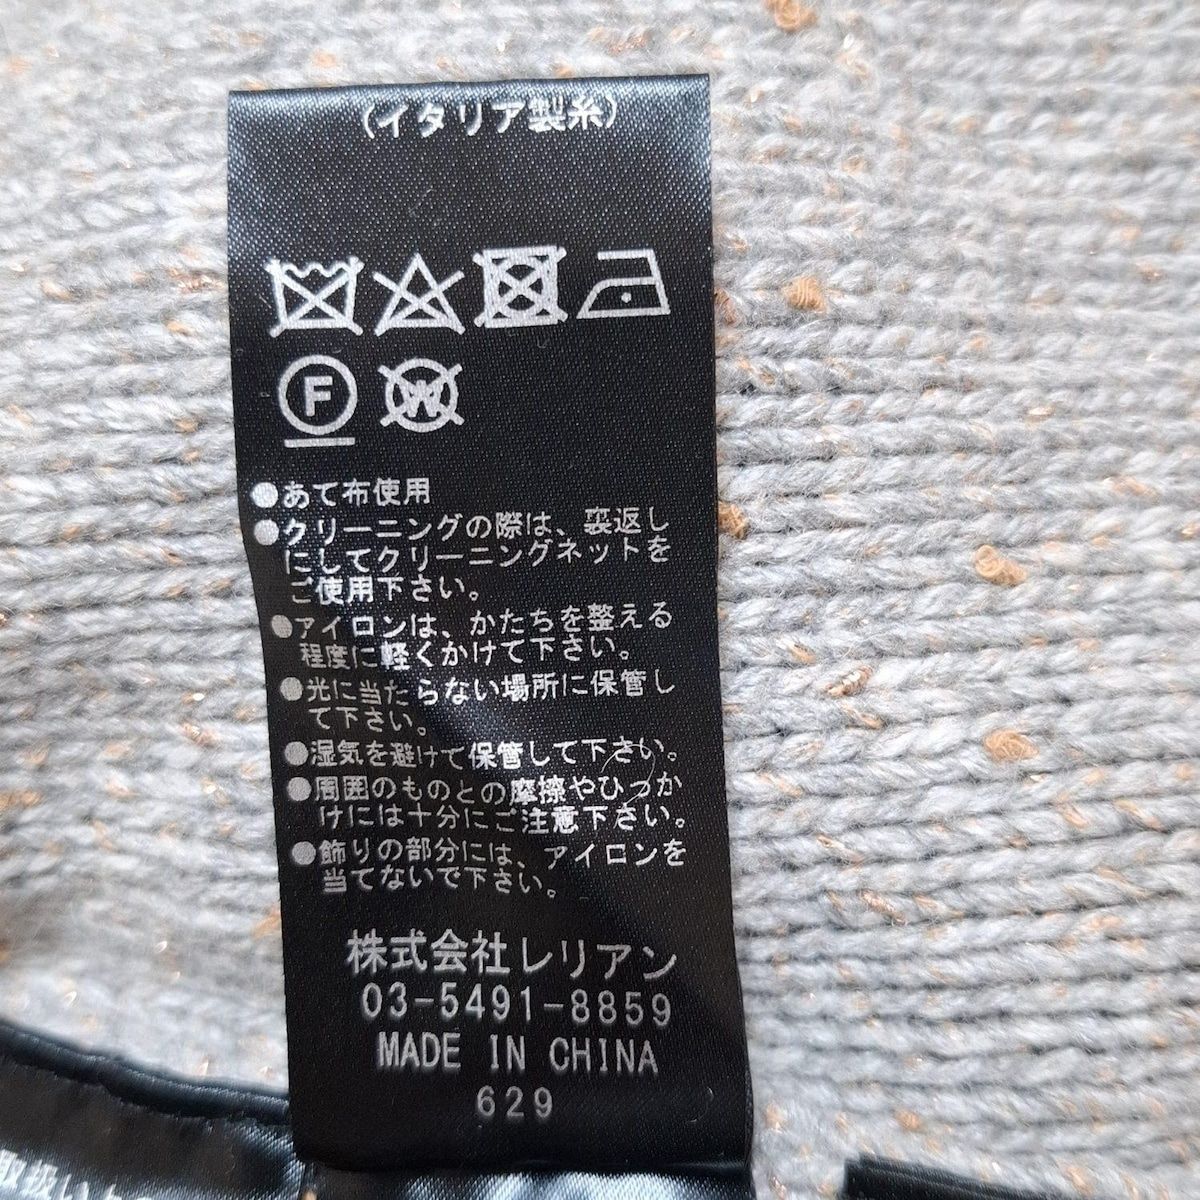 (イタリア製糸)
F W
●あて布使用
●クリーニングの際は、裏返し
にしてクリーニングネットを
ご使用下さい。
●アイロンは、かたちを整える
程度に軽くかけて下さい。
●光に当たらない場所に保管し
て下さい。
●湿気を避けて保管して下さい。
●周囲のものとの摩擦やひっか
けには十分にご注意下さい。
●飾りの部分には、アイロンを
当てないで下さい。
株式会社レリアン
03-5491-8859
MADE IN CHINA
629